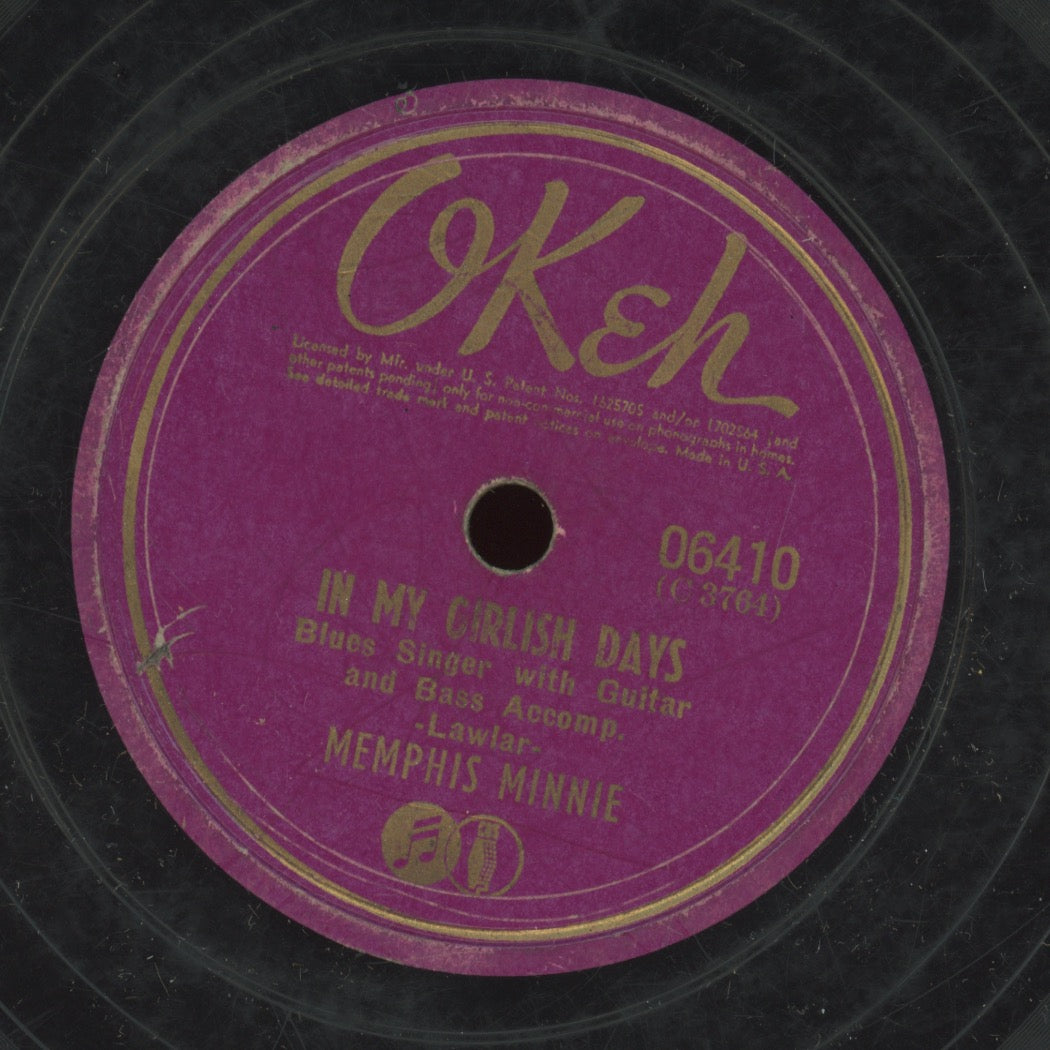 OKeh
Licensed by Mfr. under U. S. Patent Nos. 1625705 and/or 1702564 (and
other patents pending) only for non-commercial use on phonographs in homes.
See detailed trade mark and patent notices on envelope. Made in U. S. A.
06410
(C 3764)
IN MY GIRLISH DAYS
Blues Singer with Guitar
and Bass Accomp.
-Lawlar-
MEMPHIS MINNIE